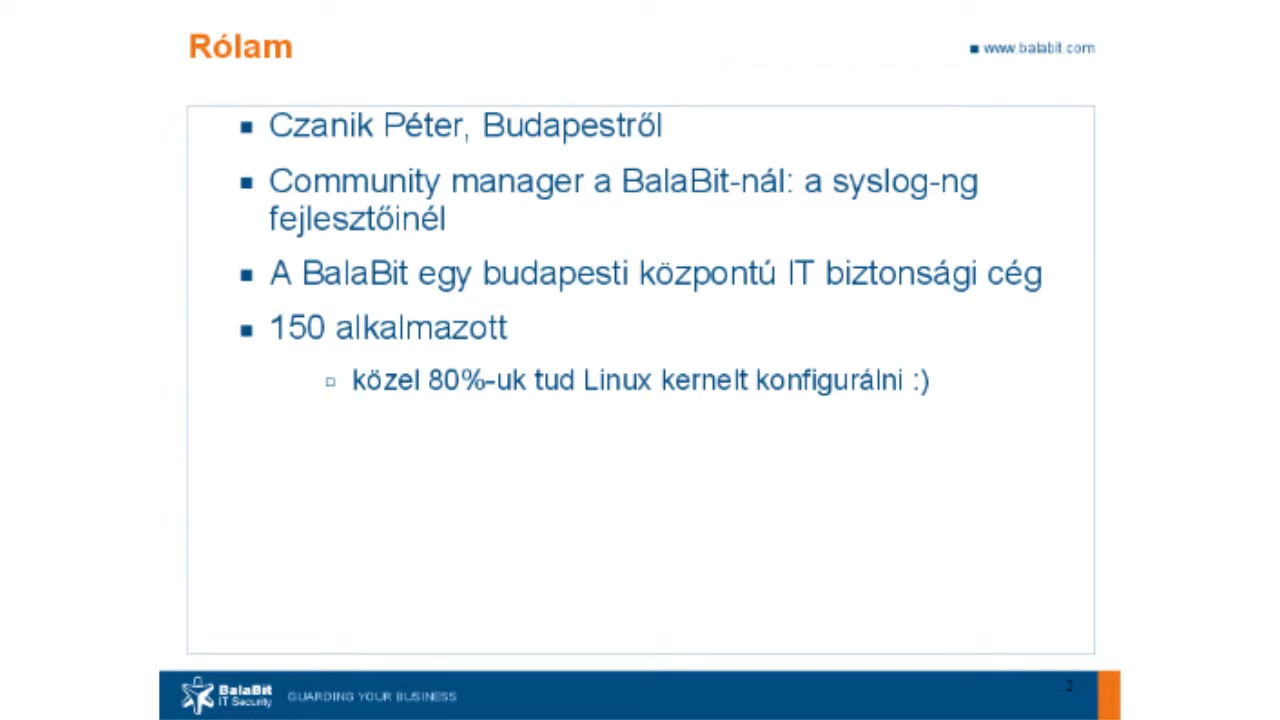 Rólam
www.balabit.com
Czanik Péter, Budapestről
Community manager a BalaBit-nál: a syslog-ng
fejlesztőinél
A BalaBit egy budapesti központú IT biztonsági cég
150 alkalmazott
közel 80%-uk tud Linux kernelt konfigurálni :)
BalaBit
IT Security
GUARDING YOUR BUSINESS
2